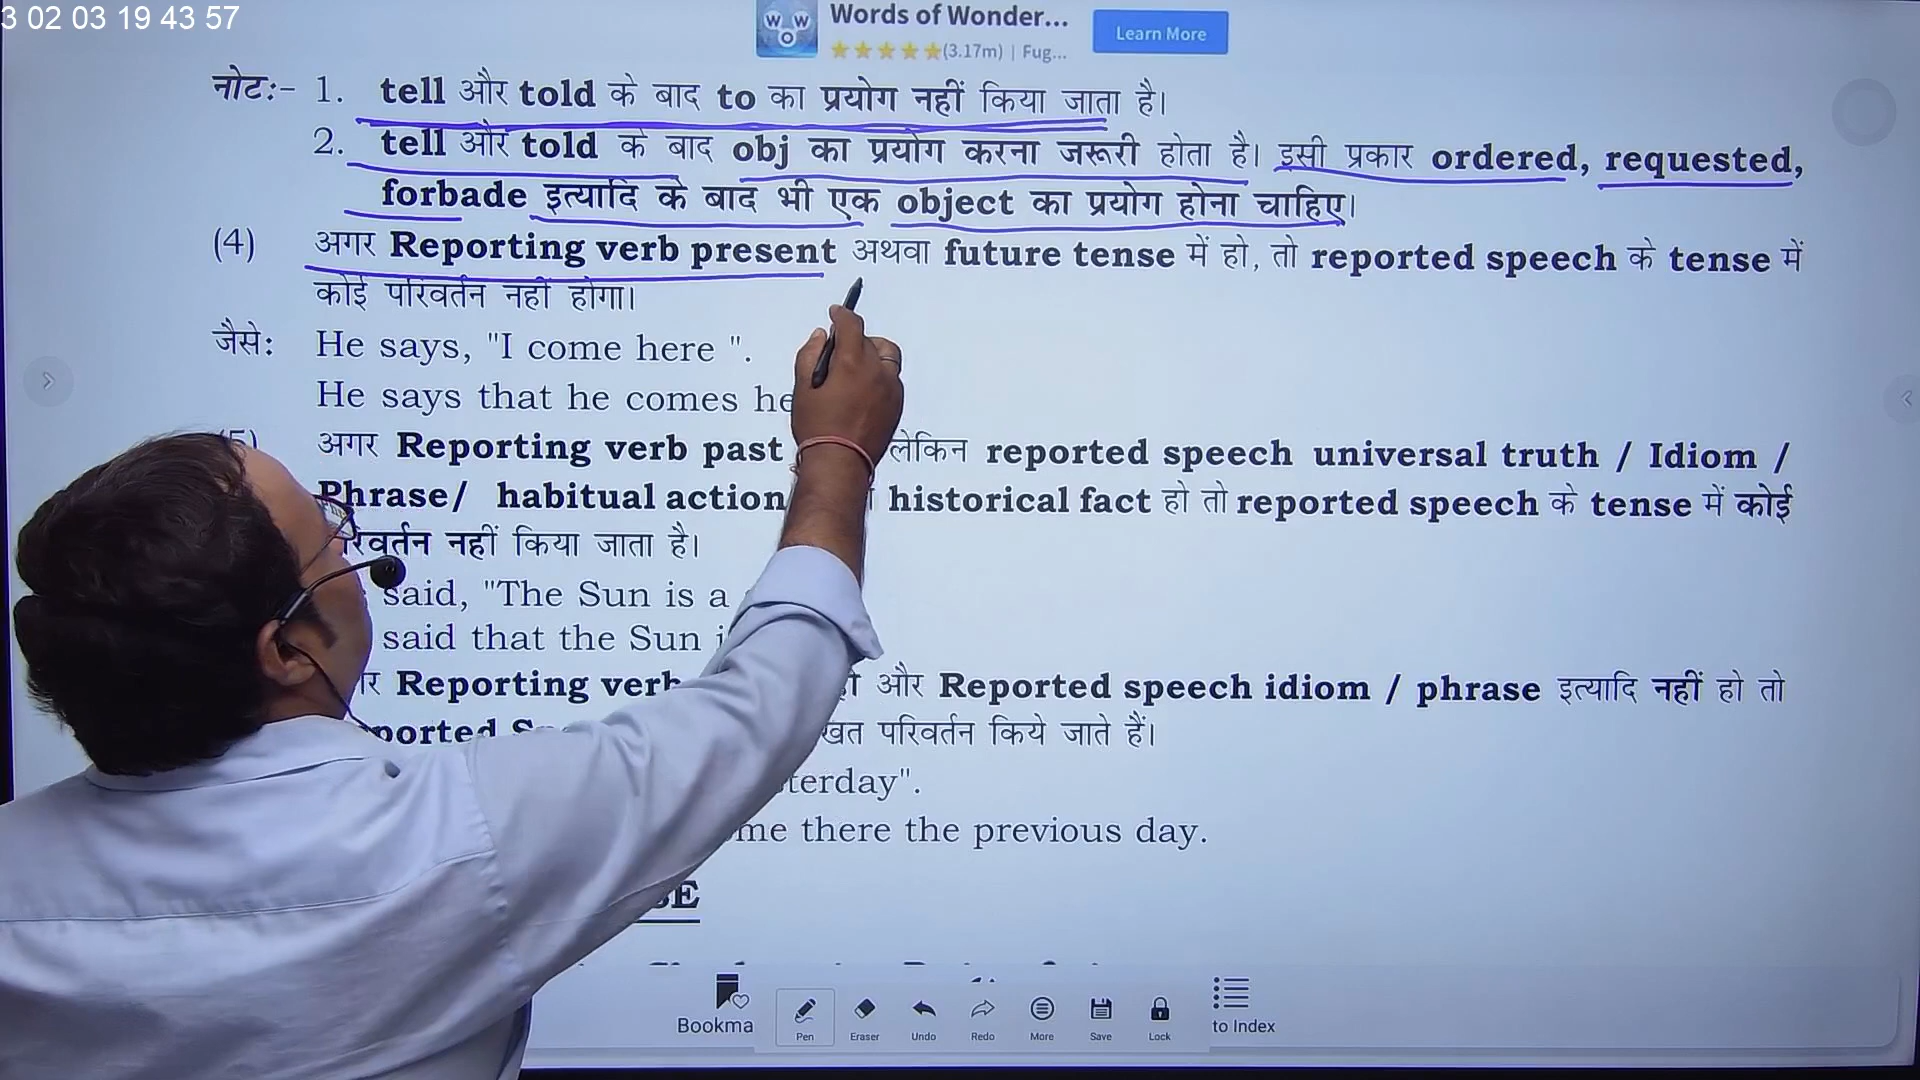 3 02 03 19 43 57
Words of Wonder...
(3.17m) | Fug...
Learn More
नोट:- 1. tell और told के बाद to का प्रयोग नहीं किया जाता है।
2. tell और told के बाद obj का प्रयोग करना जरूरी होता है। इसी प्रकार ordered, requested,
forbade इत्यादि के बाद भी एक object का प्रयोग होना चाहिए।
(4) अगर Reporting verb present अथवा future tense में हो, तो reported speech के tense में
कोई परिवर्तन नहीं होगा।
जैसे: He says, "I come here ".
He says that he comes he
(5) अगर Reporting verb past लेकिन reported speech universal truth / Idiom /
Phrase/ habitual action historical fact हो तो reported speech के tense में कोई
रिवर्तन नहीं किया जाता है।
said, "The Sun is a
said that the Sun i
Reporting verb और Reported speech idiom / phrase इत्यादि नहीं हो तो
ported परिवर्तन किये जाते हैं।
terday".
me there the previous day.
SE
Bookma
Pen Eraser Undo Redo More Save Lock
to Index